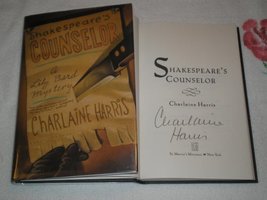 Shakespeare's
COUNSELOR
A
Lily Bard
Mystery
CHARLAINE HARRIS
SHAKESPEARE'S
COUNSELOR
Charlaine Harris
Charlaine
Harris
St. Martin's Minotaur New York